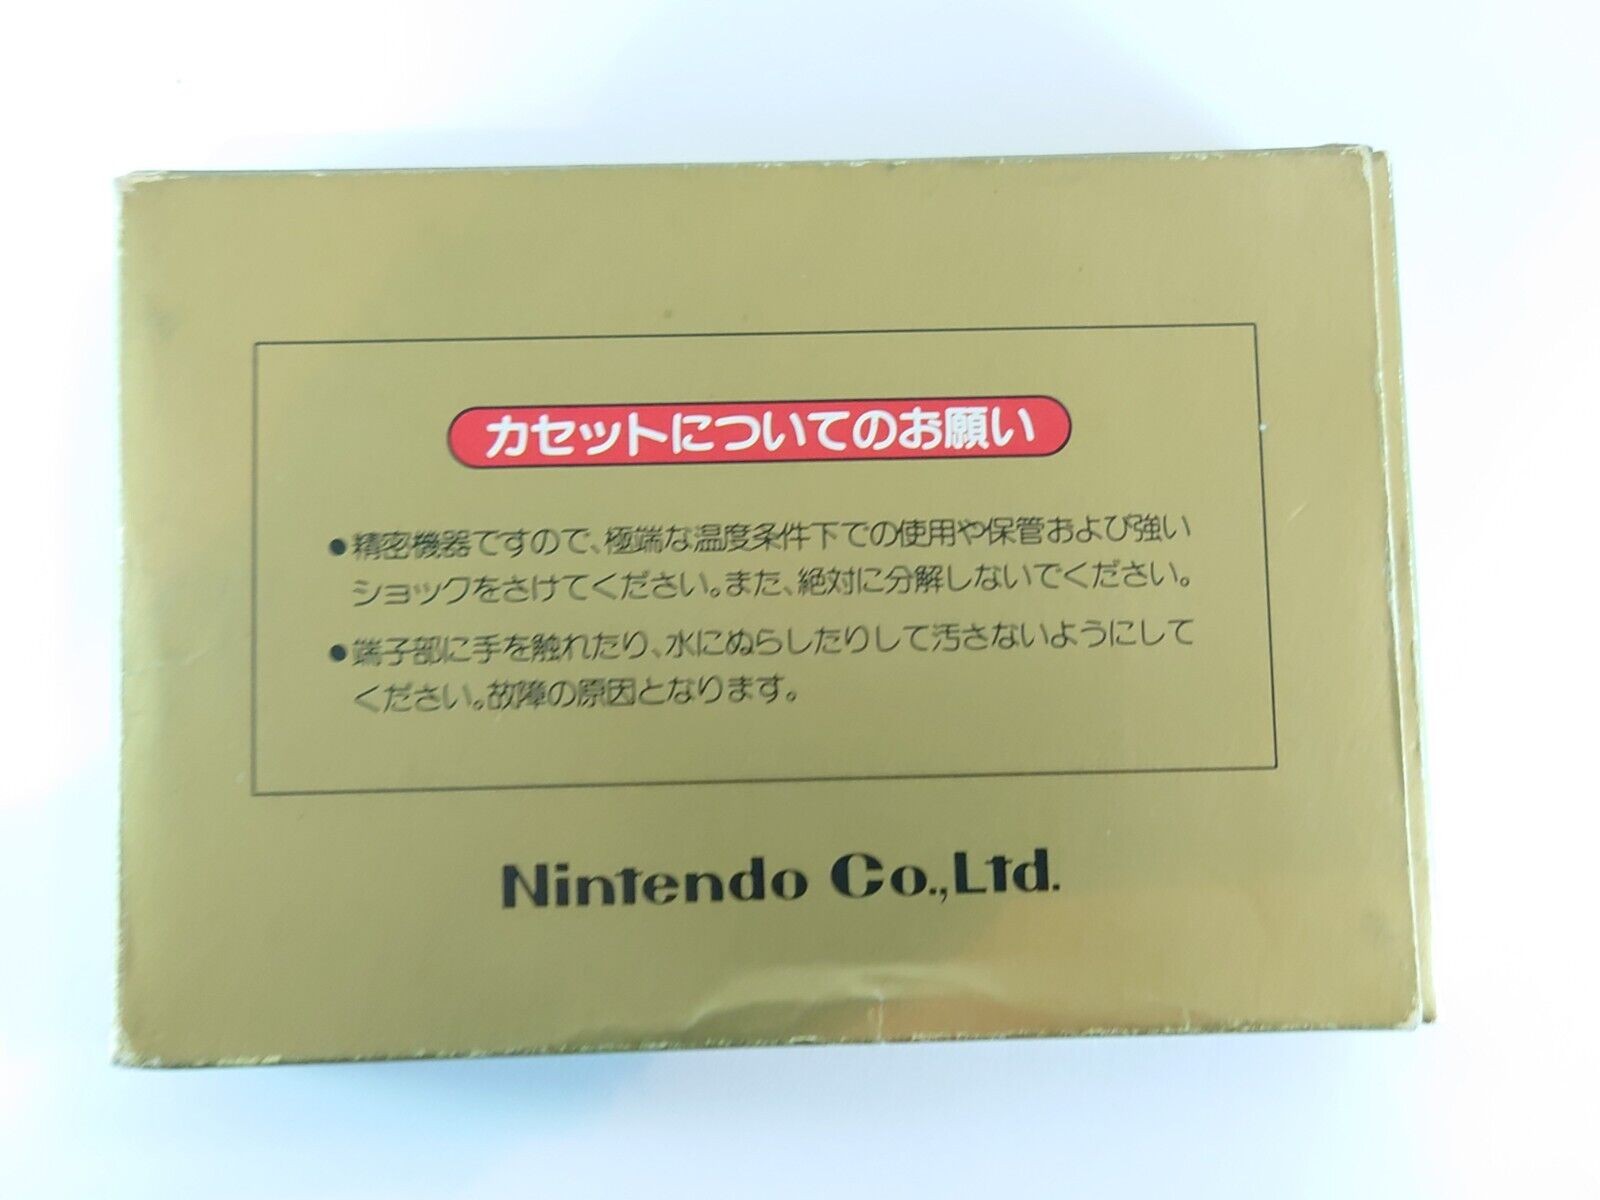 カセットについてのお願い
●精密機器ですので、極端な温度条件下での使用や保管および強い
ショックをさけてください。また、絶対に分解しないでください。
●端子部に手を触れたり、水にぬらしたりして汚さないようにして
ください。故障の原因となります。
Nintendo Co.,Ltd.